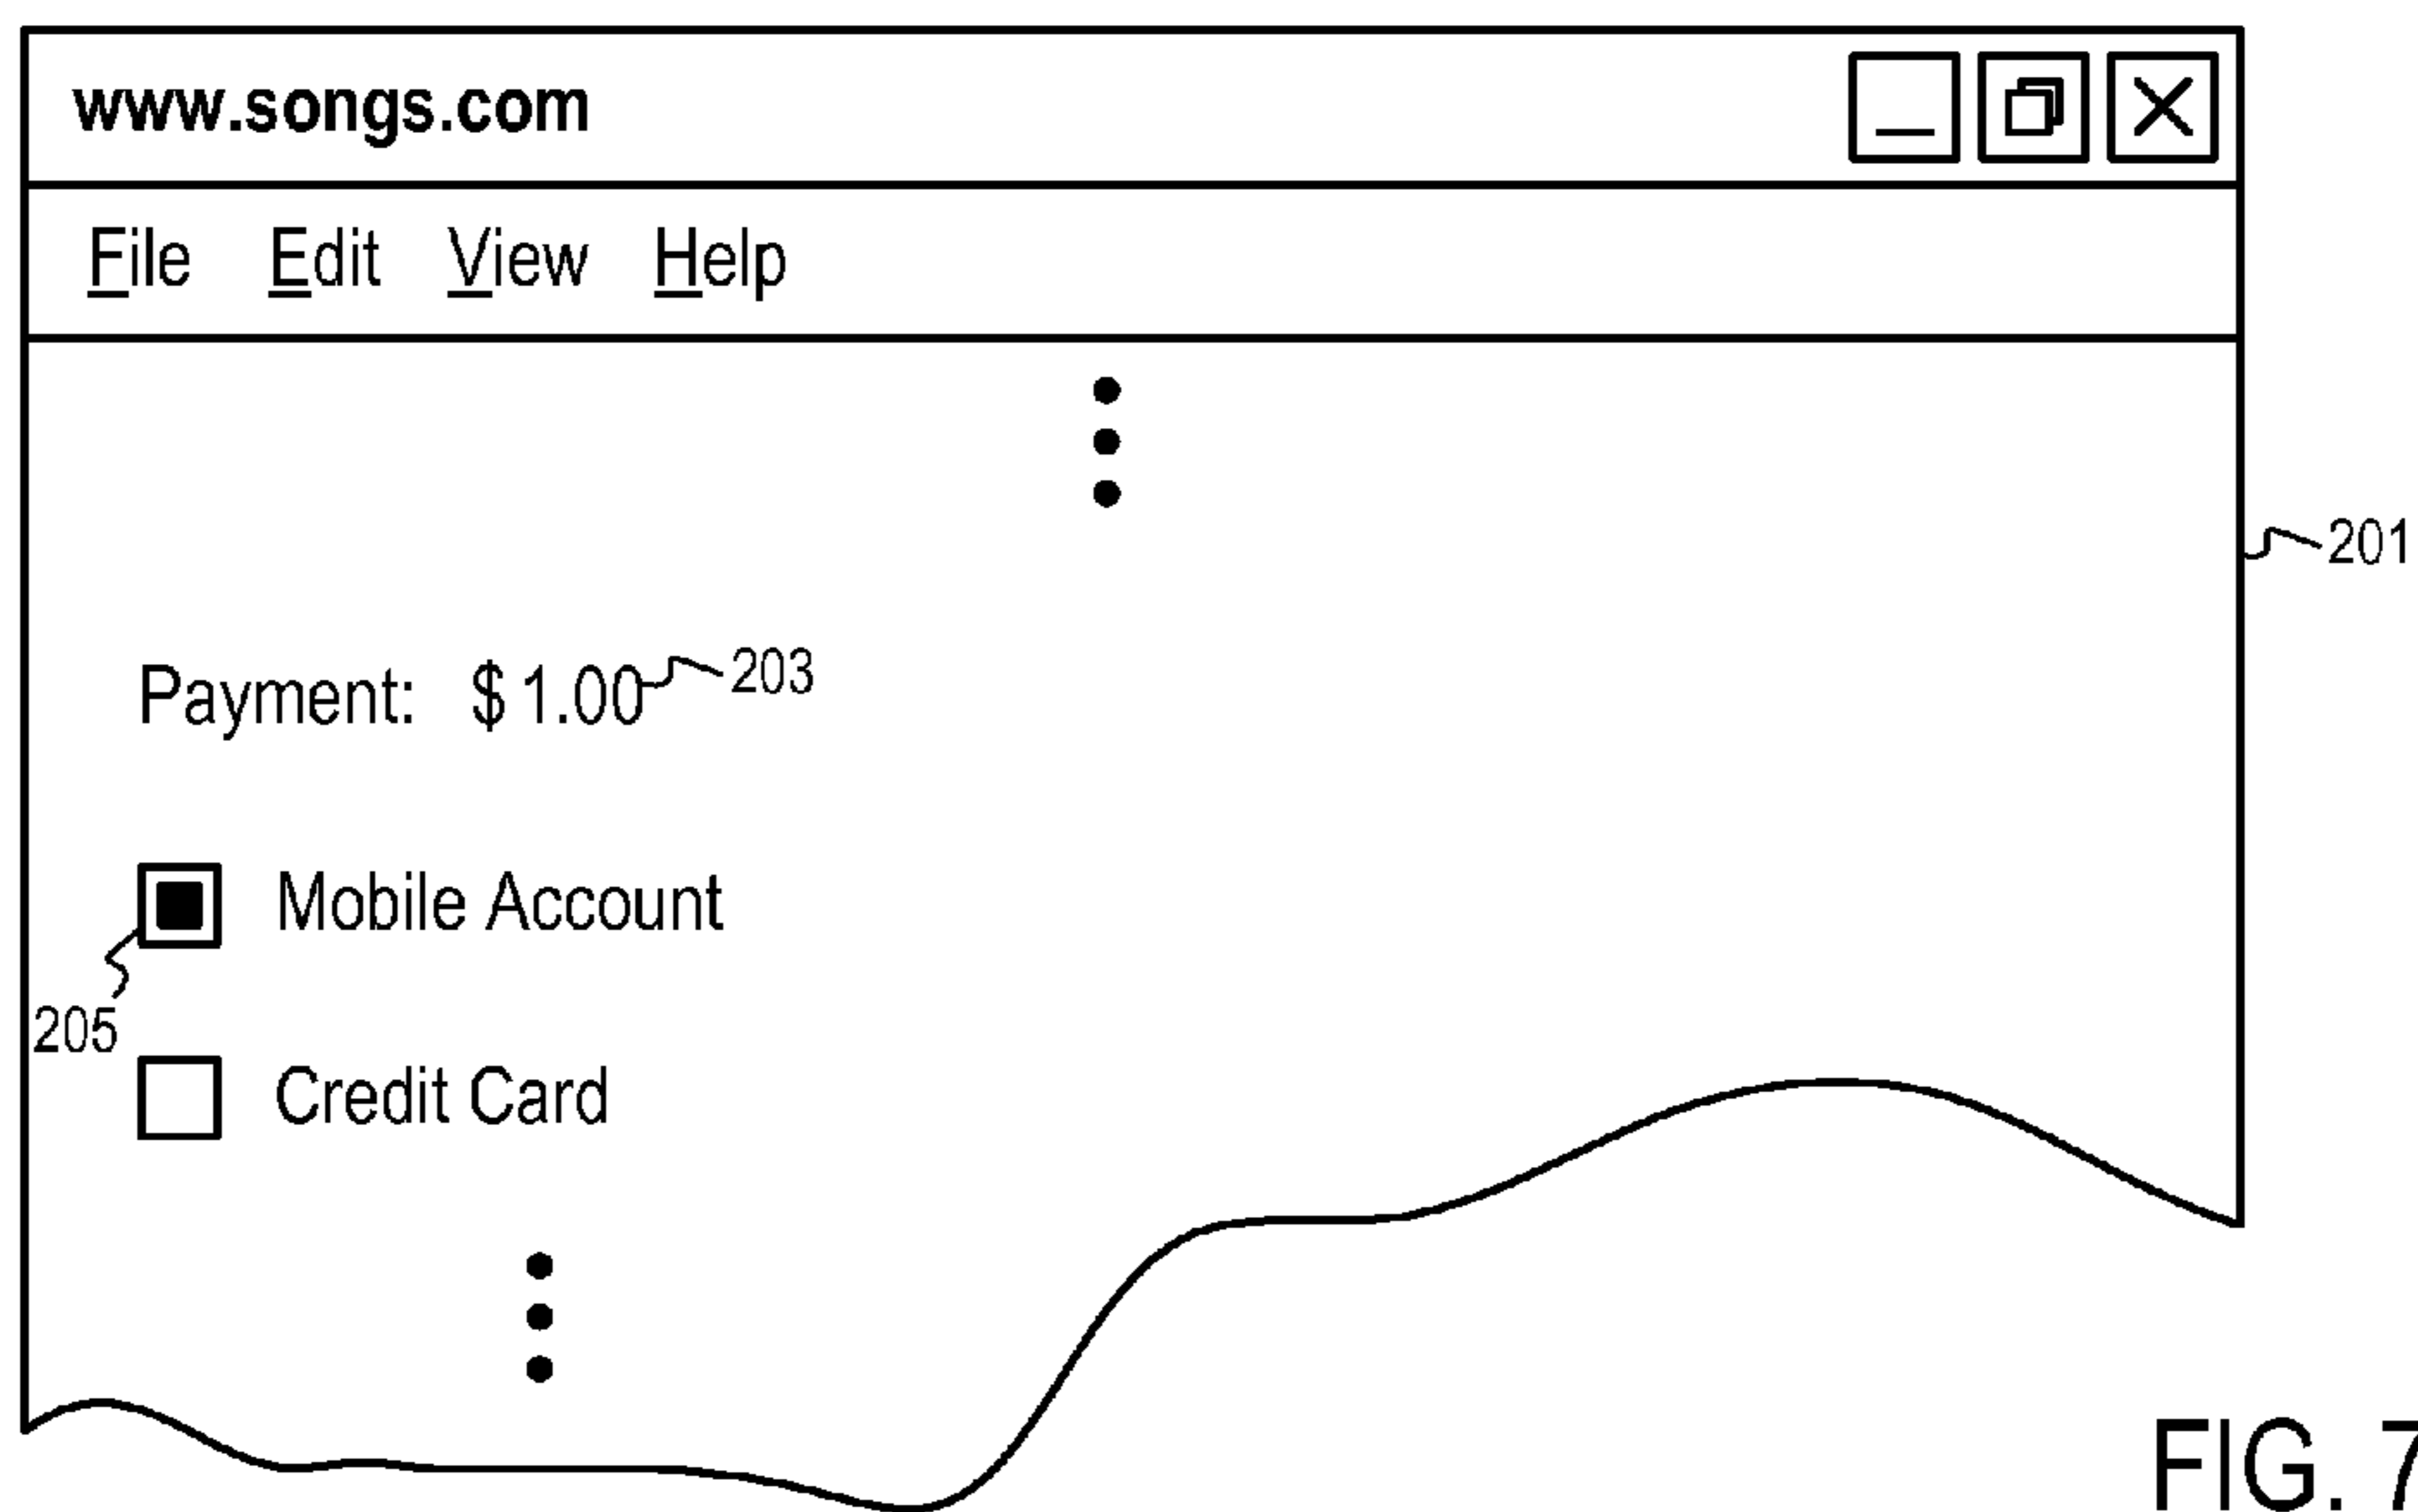 www.songs.com
File Edit View Help
201
Payment: $1.00 203
Mobile Account
205
Credit Card
FIG. 7